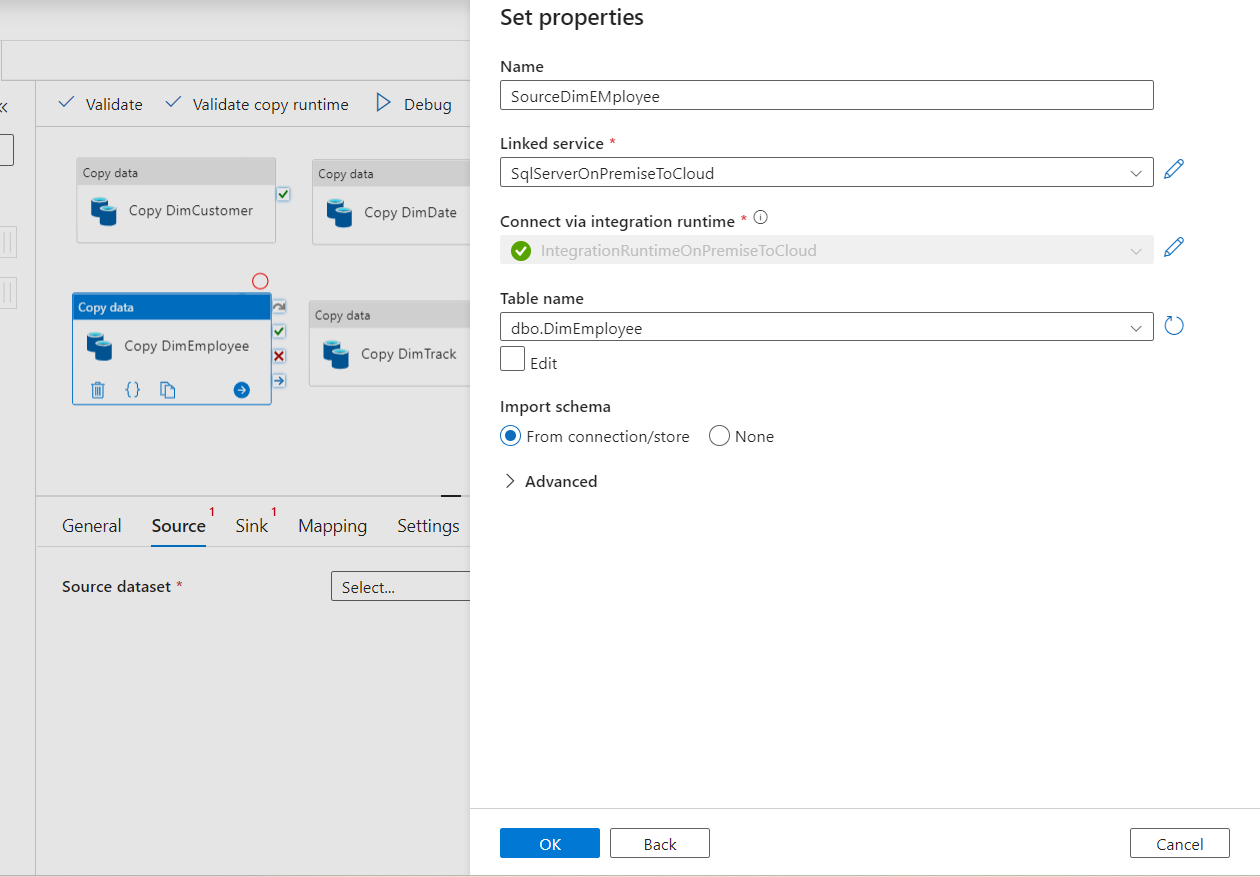 Set properties
Name
SourceDimEMployee
Linked service *
SqlServerOnPremiseToCloud
Connect via integration runtime *
IntegrationRuntimeOnPremiseToCloud
Table name
dbo.DimEmployee
Edit
Import schema
From connection/store None
Advanced
OK Back Cancel
Validate Validate copy runtime Debug
Copy data
Copy DimCustomer
Copy data
Copy DimDate
Copy data
Copy DimEmployee
Copy data
Copy DimTrack
General Source 1 Sink 1 Mapping Settings
Source dataset * Select...